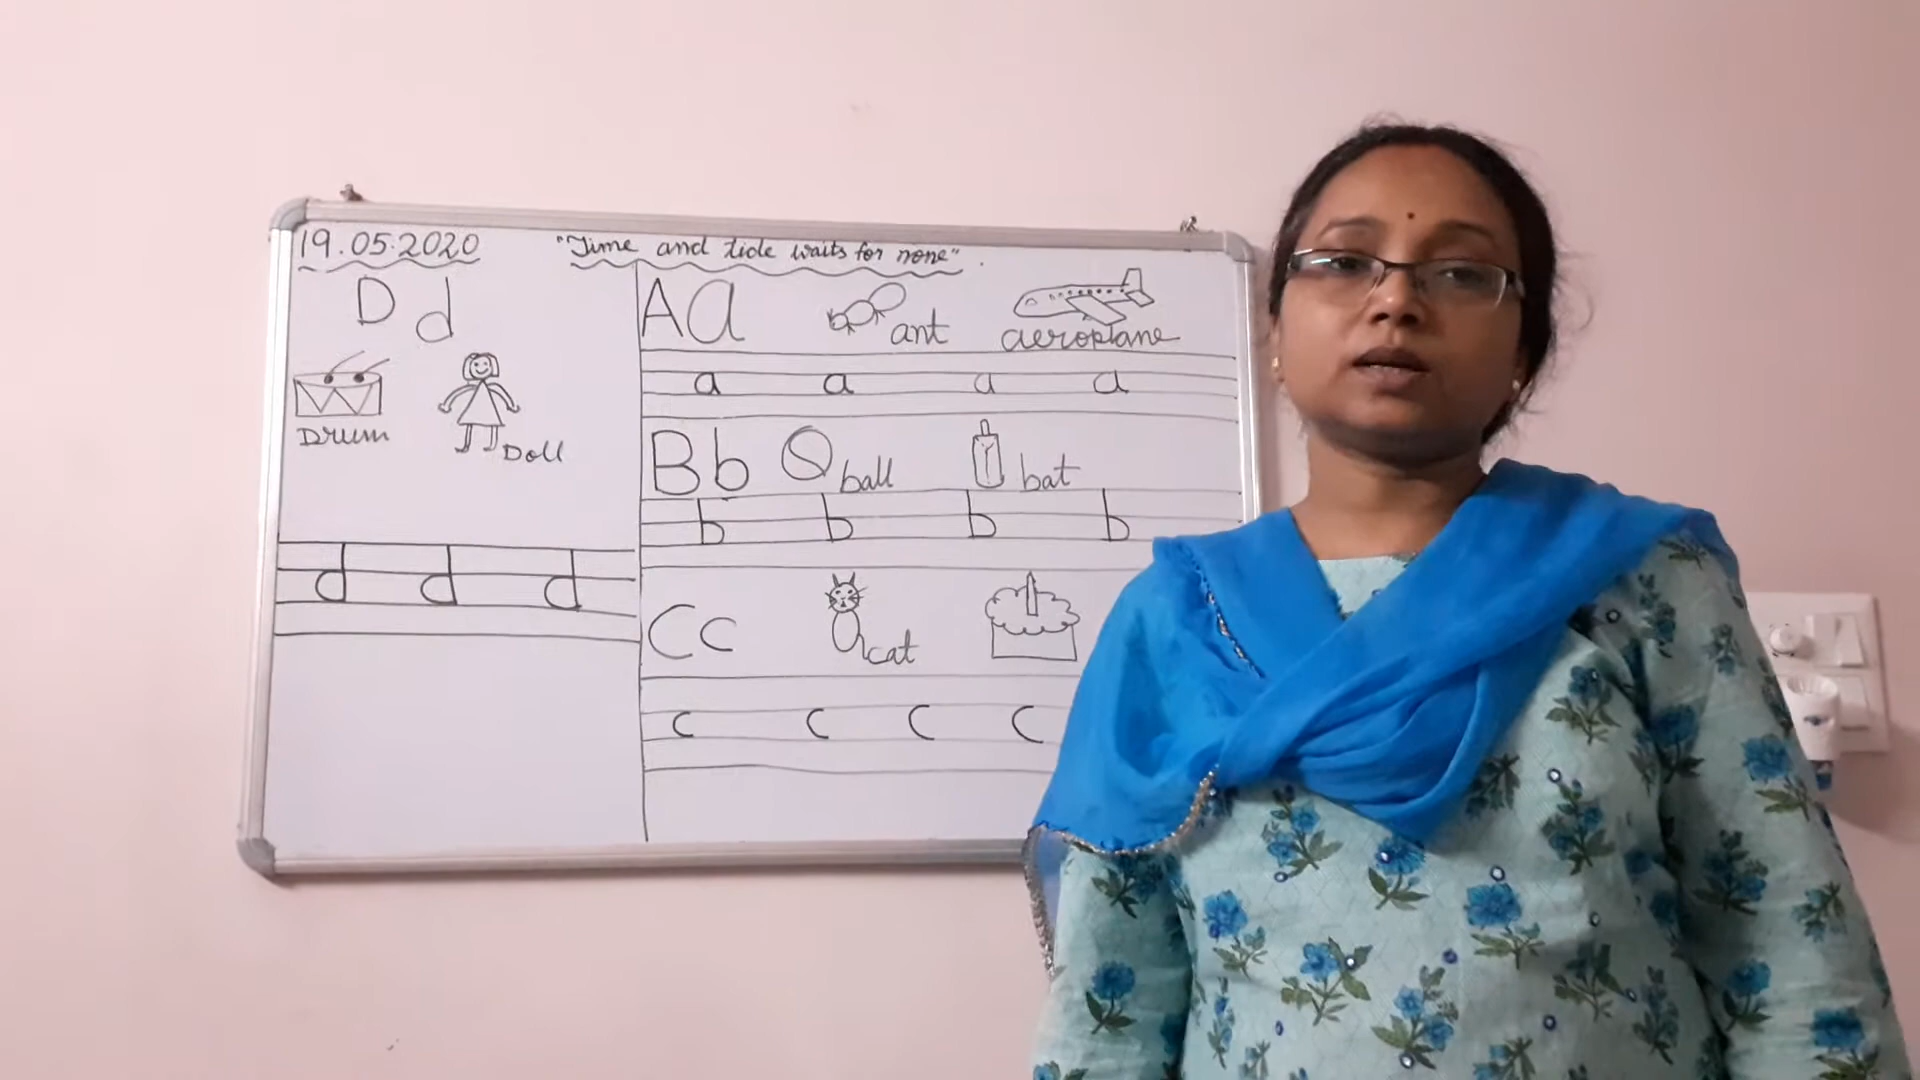 19.05.2020
"Time and tide waits for none".
D d
Drum
Doll
d d d
A a
ant
aeroplane
a a a a
B b
ball
bat
b b b b
C c
cat
c c c c